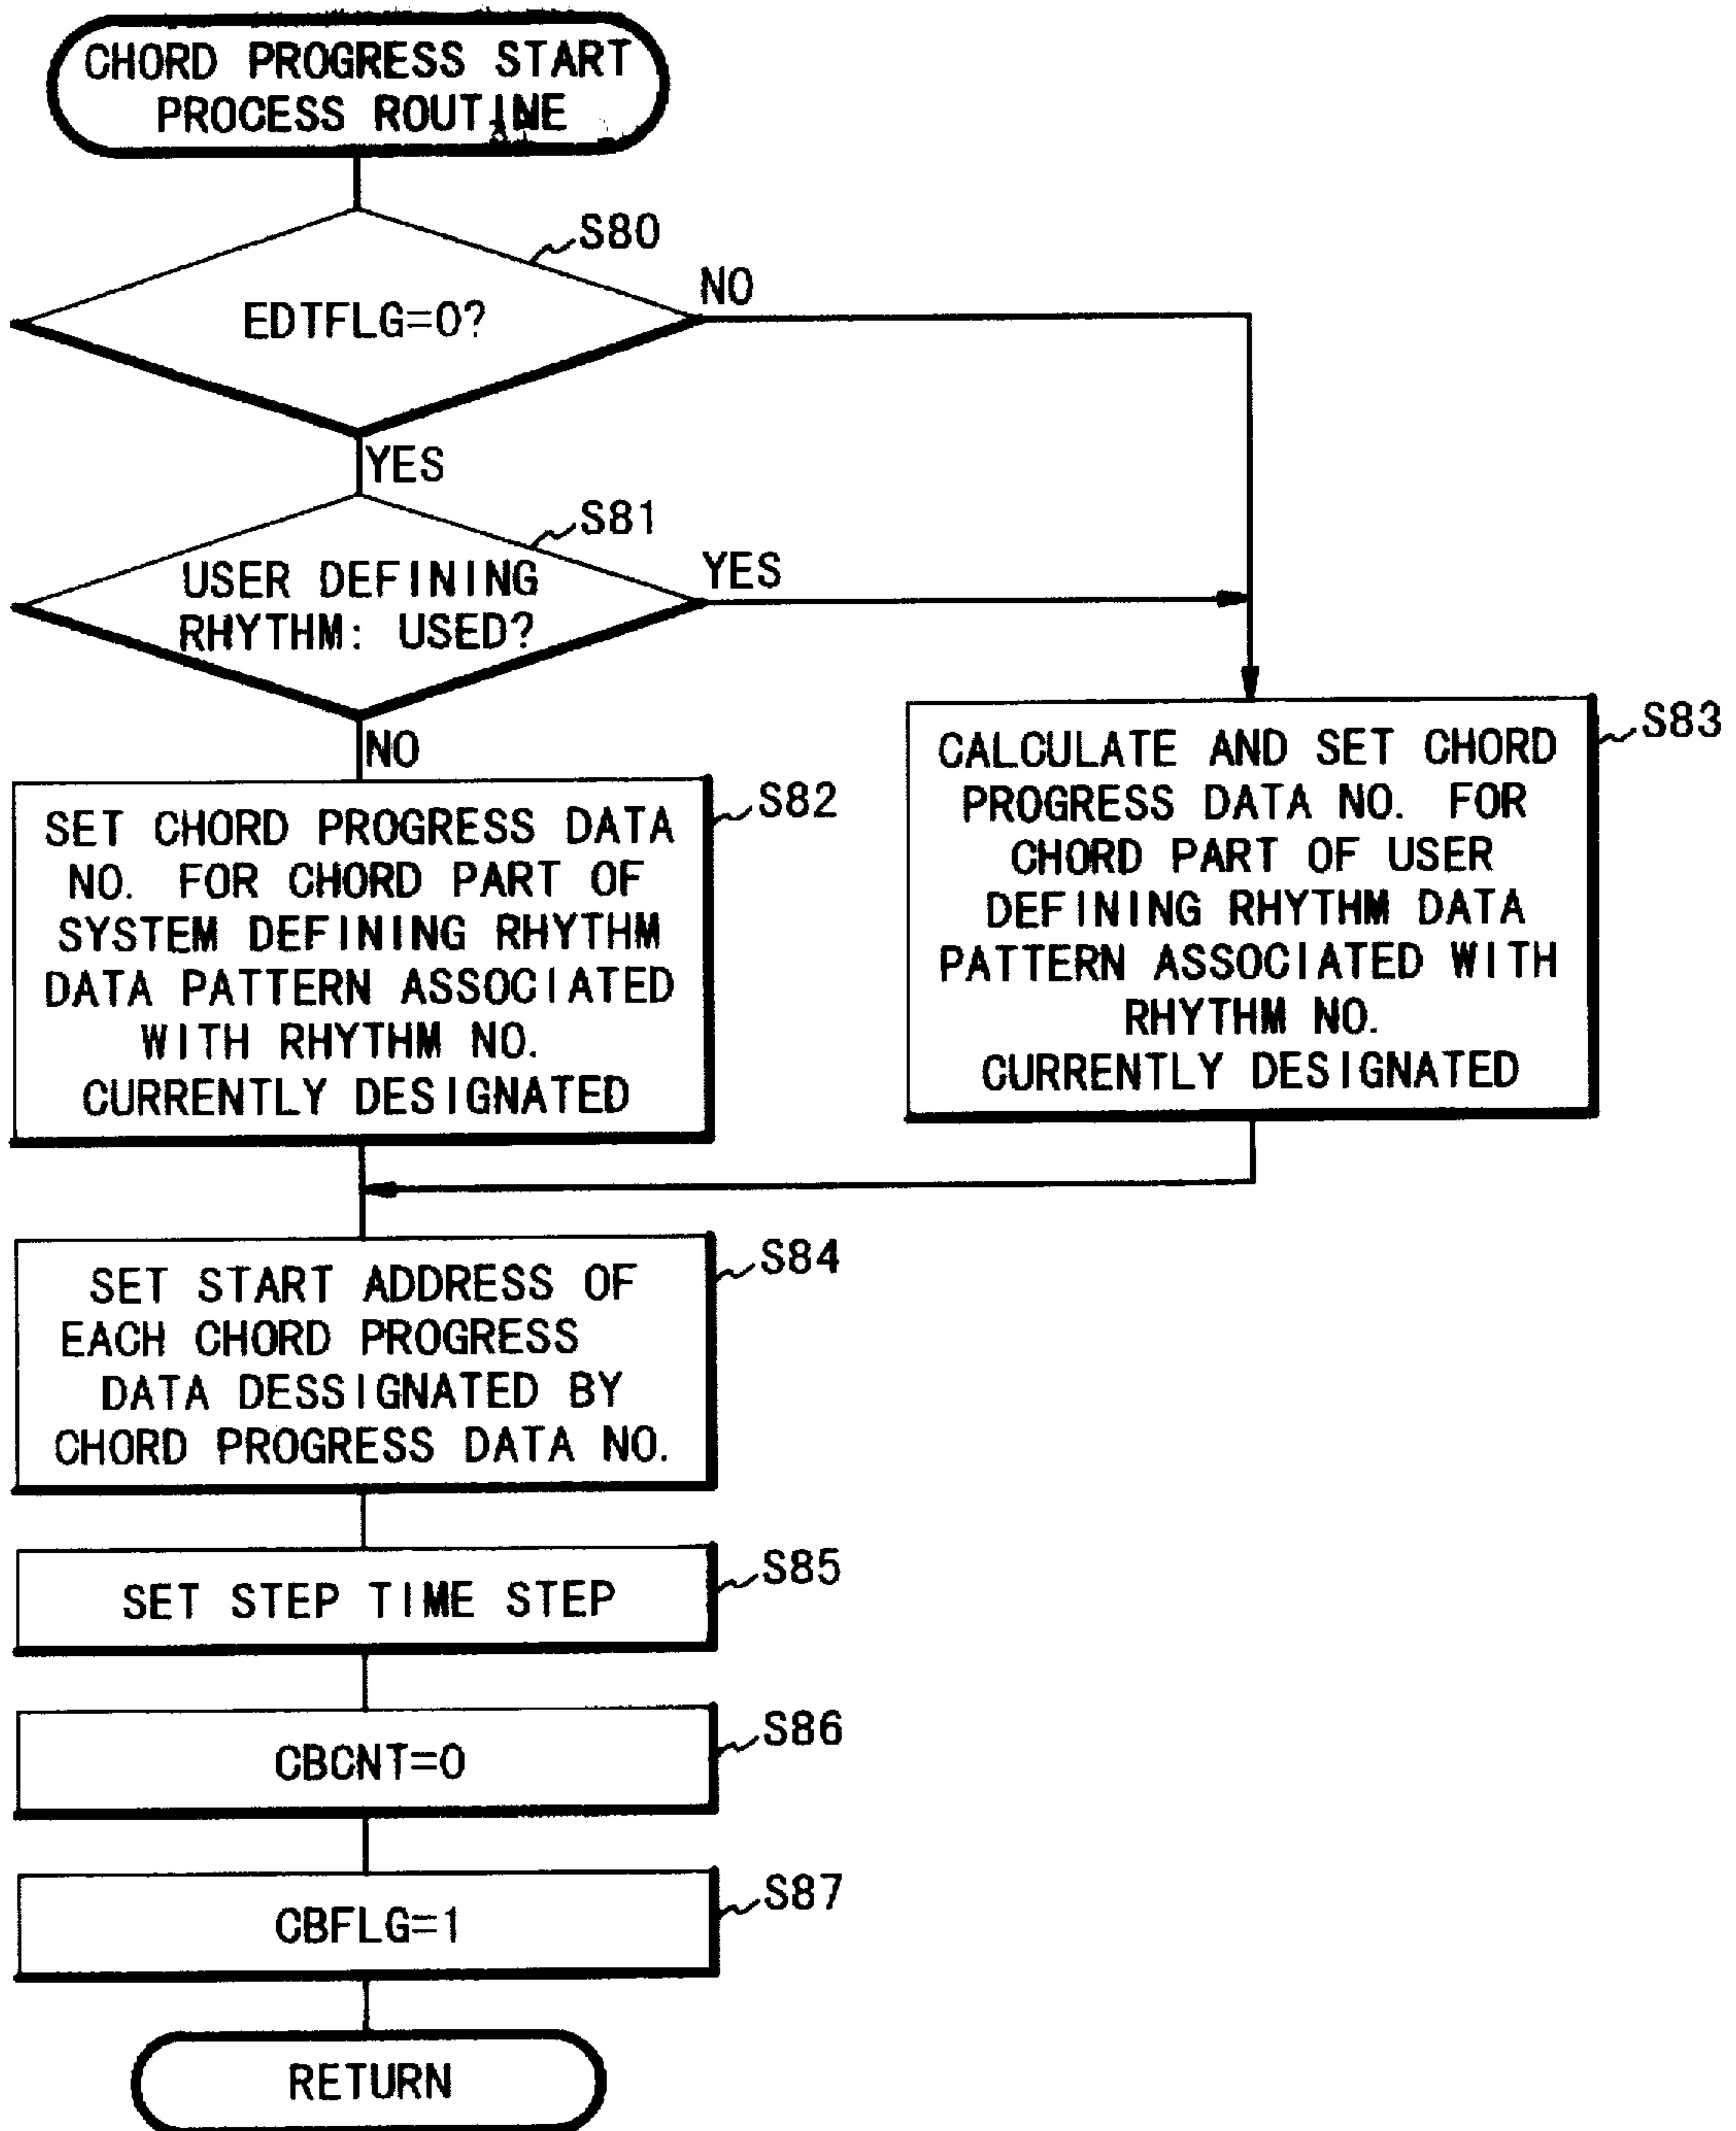 CHORD PROGRESS START
PROCESS ROUTINE
S80
EDTFLG=0?
NO
YES
S81
USER DEFINING
RHYTHM: USED?
YES
NO
S82
SET CHORD PROGRESS DATA
NO. FOR CHORD PART OF
SYSTEM DEFINING RHYTHM
DATA PATTERN ASSOCIATED
WITH RHYTHM NO.
CURRENTLY DESIGNATED
S83
CALCULATE AND SET CHORD
PROGRESS DATA NO. FOR
CHORD PART OF USER
DEFINING RHYTHM DATA
PATTERN ASSOCIATED WITH
RHYTHM NO.
CURRENTLY DESIGNATED
S84
SET START ADDRESS OF
EACH CHORD PROGRESS
DATA DESSIGNATED BY
CHORD PROGRESS DATA NO.
S85
SET STEP TIME STEP
S86
CBCNT=0
S87
CBFLG=1
RETURN